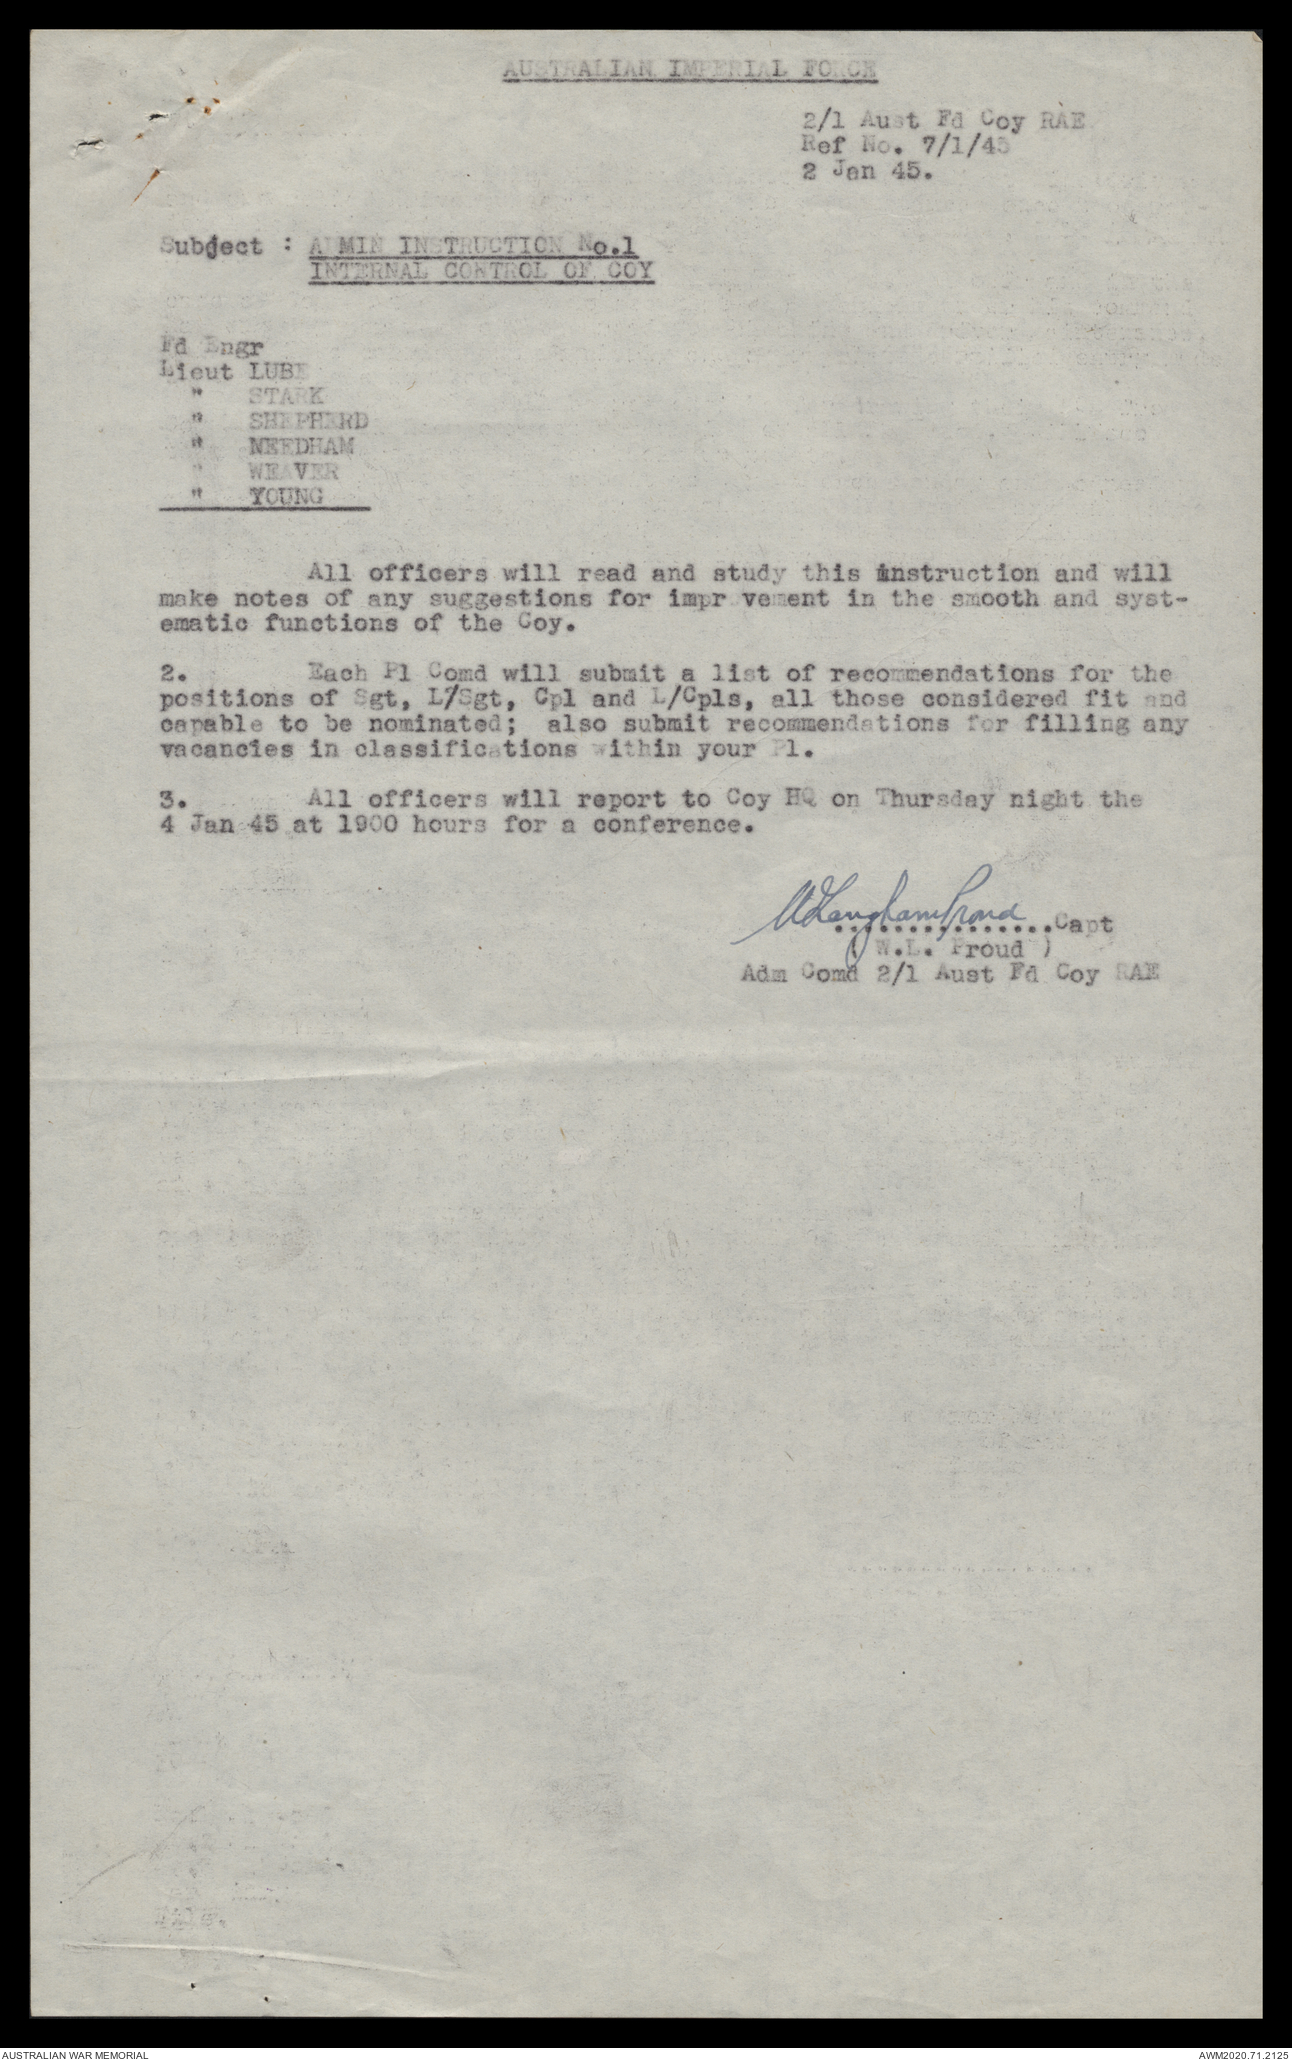 AUSTRALIAN IMPERIAL FORCE
2/1 Aust Fd Coy RAE
Ref No. 7/1/45
2 Jan 45.
Subject : ADMIN INSTRUCTION No.1
INTERNAL CONTROL OF COY
Fd Engr
Lieut LUBE
" STARK
" SHEPHERD
" NEEDHAM
" WEAVER
" YOUNG
All officers will read and study this instruction and will
make notes of any suggestions for improvement in the smooth and syst-
ematic functions of the Coy.
2. Each Pl Comd will submit a list of recommendations for the
positions of Sgt, L/Sgt, Cpl and L/Cpls, all those considered fit and
capable to be nominated; also submit recommendations for filling any
vacancies in classifications within your Pl.
3. All officers will report to Coy HQ on Thursday night the
4 Jan 45 at 1900 hours for a conference.
WLanghamProud
...............Capt
( W.L. Proud )
Adm Comd 2/1 Aust Fd Coy RAE
AUSTRALIAN WAR MEMORIAL
AWM2020.71.2125